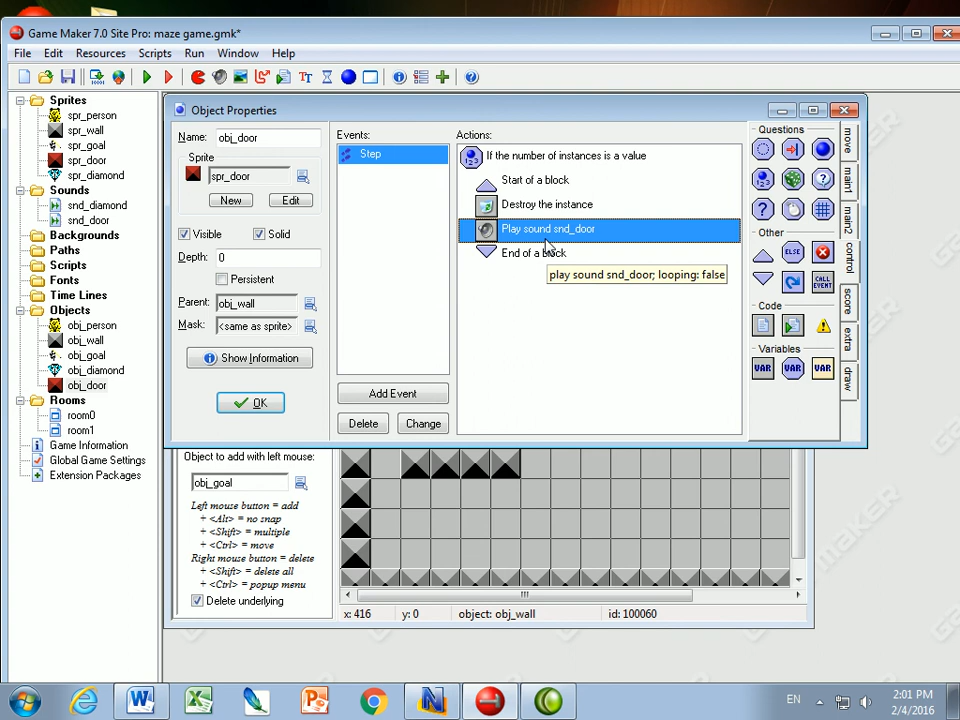 Game Maker 7.0 Site Pro: maze game.gmk*
File Edit Resources Scripts Run Window Help
Sprites
spr_person
spr_wall
spr_goal
spr_door
spr_diamond
Sounds
snd_diamond
snd_door
Backgrounds
Paths
Scripts
Fonts
Time Lines
Objects
obj_person
obj_wall
obj_goal
obj_diamond
obj_door
Rooms
room0
room1
Game Information
Global Game Settings
Extension Packages
Object Properties
Name: obj_door
Sprite
spr_door
New Edit
Visible Solid
Depth: 0
Persistent
Parent: obj_wall
Mask: <same as sprite>
Show Information
OK
Events:
Step
Add Event
Delete Change
Actions:
If the number of instances is a value
Start of a block
Destroy the instance
Play sound snd_door
End of a block
play sound snd_door; looping: false
Questions
Other
ELSE
CALL EVENT
Code
Variables
VAR VAR VAR
move
main1
main2
control
score
extra
draw
Object to add with left mouse:
obj_goal
Left mouse button = add
+ <Alt> = no snap
+ <Shift> = multiple
+ <Ctrl> = move
Right mouse button = delete
+ <Shift> = delete all
+ <Ctrl> = popup menu
Delete underlying
x: 416 y: 0 object: obj_wall id: 100060
EN
2:01 PM
2/4/2016